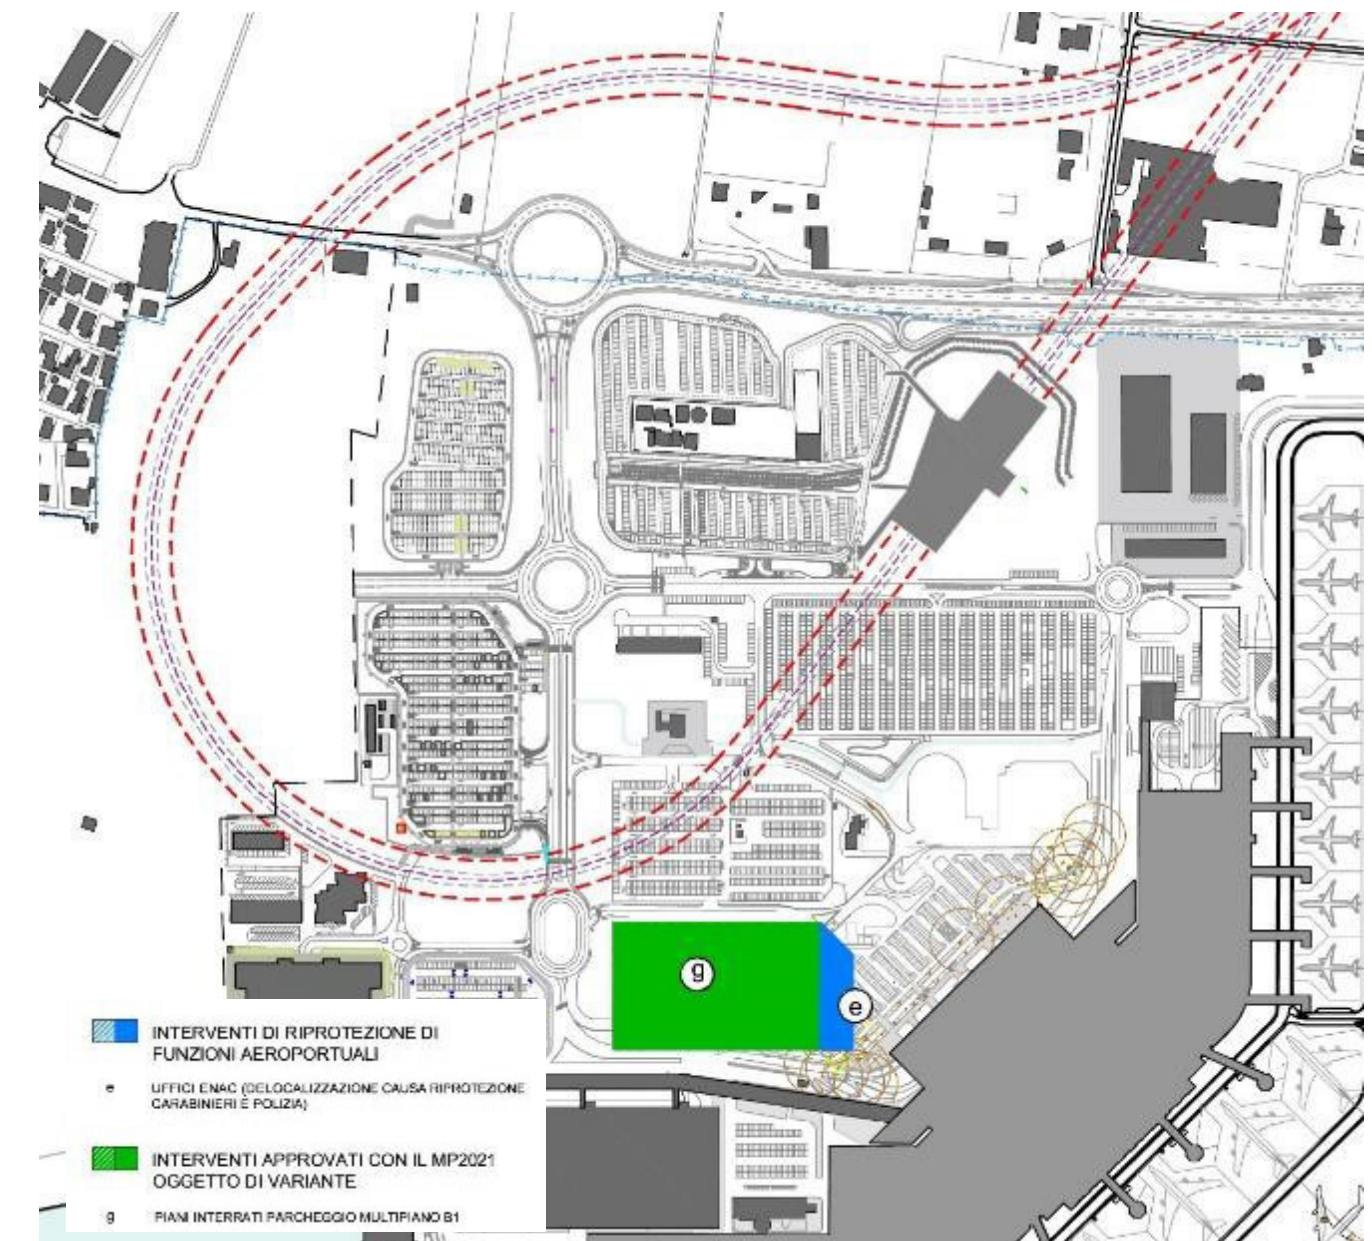 g
e
INTERVENTI DI RIPROTEZIONE DI
FUNZIONI AEROPORTUALI
e UFFICI ENAC (DELOCALIZZAZIONE CAUSA RIPROTEZIONE
CARABINIERI E POLIZIA)
INTERVENTI APPROVATI CON IL MP2021
OGGETTO DI VARIANTE
g PIANI INTERRATI PARCHEGGIO MULTIPIANO B1